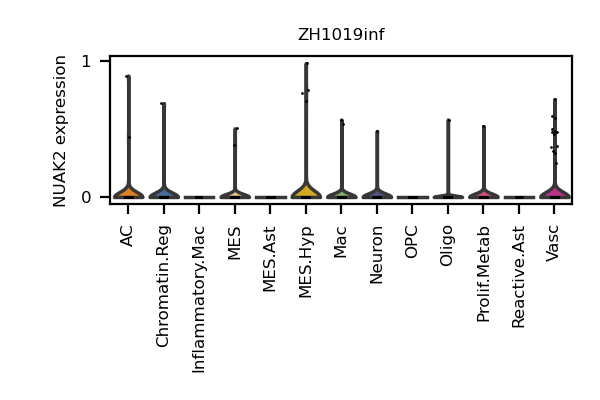 ZH1019inf
NUAK2 expression
1
0
AC
Chromatin.Reg
Inflammatory.Mac
MES
MES.Ast
MES.Hyp
Mac
Neuron
OPC
Oligo
Prolif.Metab
Reactive.Ast
Vasc